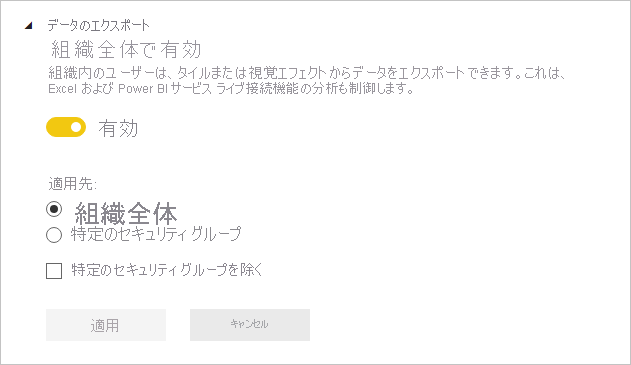 データのエクスポート
組織全体で有効
組織内のユーザーは、タイルまたは視覚エフェクトからデータをエクスポートできます。これは、
Excel および Power BI サービス ライブ接続機能の分析も制御します。
有効
適用先:
組織全体
特定のセキュリティグループ
特定のセキュリティグループを除く
適用
キャンセル